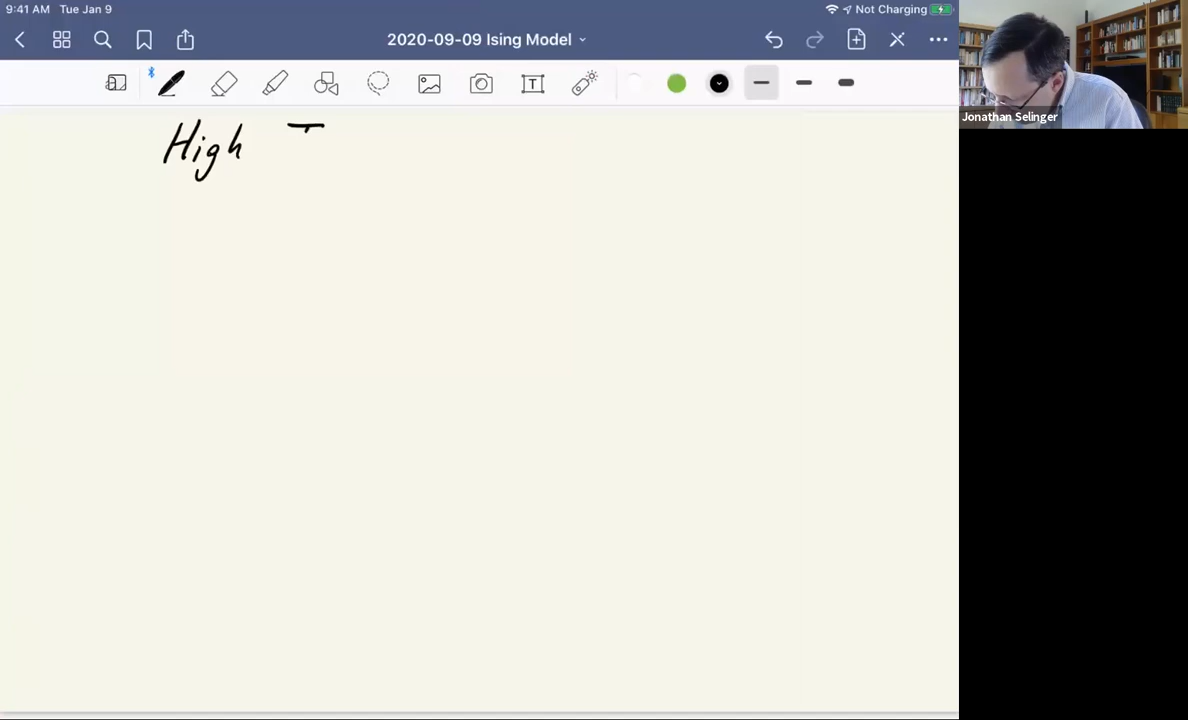 9:41 AM Tue Jan 9
Not Charging
2020-09-09 Ising Model
T
Jonathan Selinger
High T